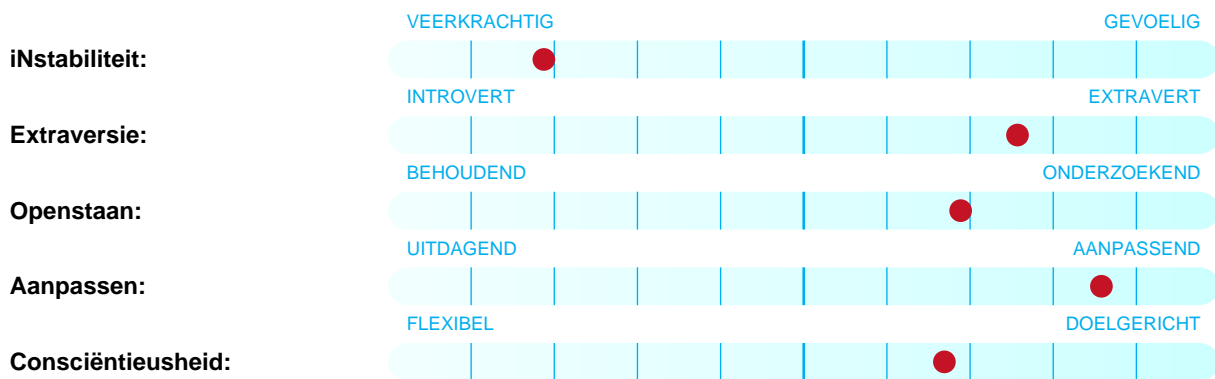 VEERKRACHTIG GEVOELIG
iNstabiliteit:
INTROVERT EXTRAVERT
Extraversie:
BEHOUDEND ONDERZOEKEND
Openstaan:
UITDAGEND AANPASSEND
Aanpassen:
FLEXIBEL DOELGERICHT
Consciëntieusheid: